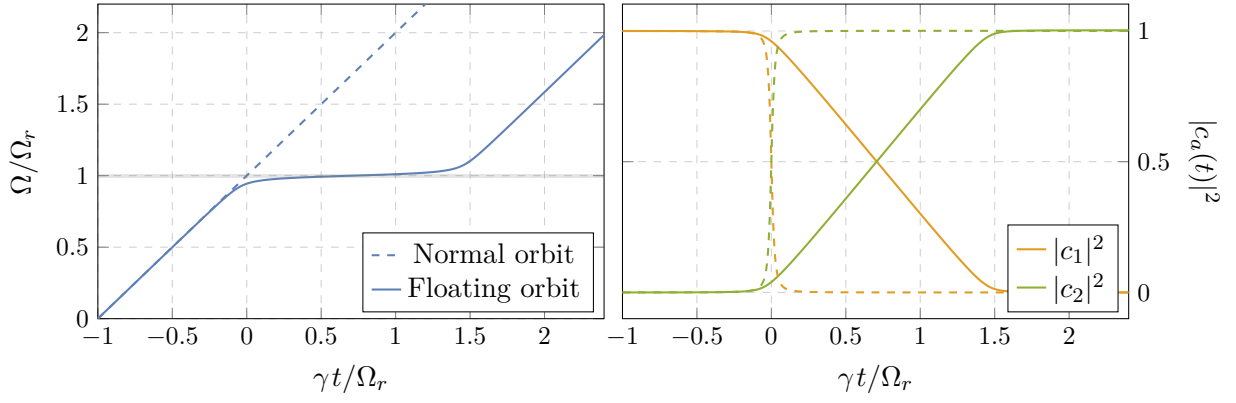 2
1.5
1
0.5
0
Ω/Ω_r
−1 −0.5 0 0.5 1 1.5 2
γ t/Ω_r
Normal orbit
Floating orbit
1
0.5
0
|c_a(t)|^2
−1 −0.5 0 0.5 1 1.5 2
γ t/Ω_r
|c_1|^2
|c_2|^2